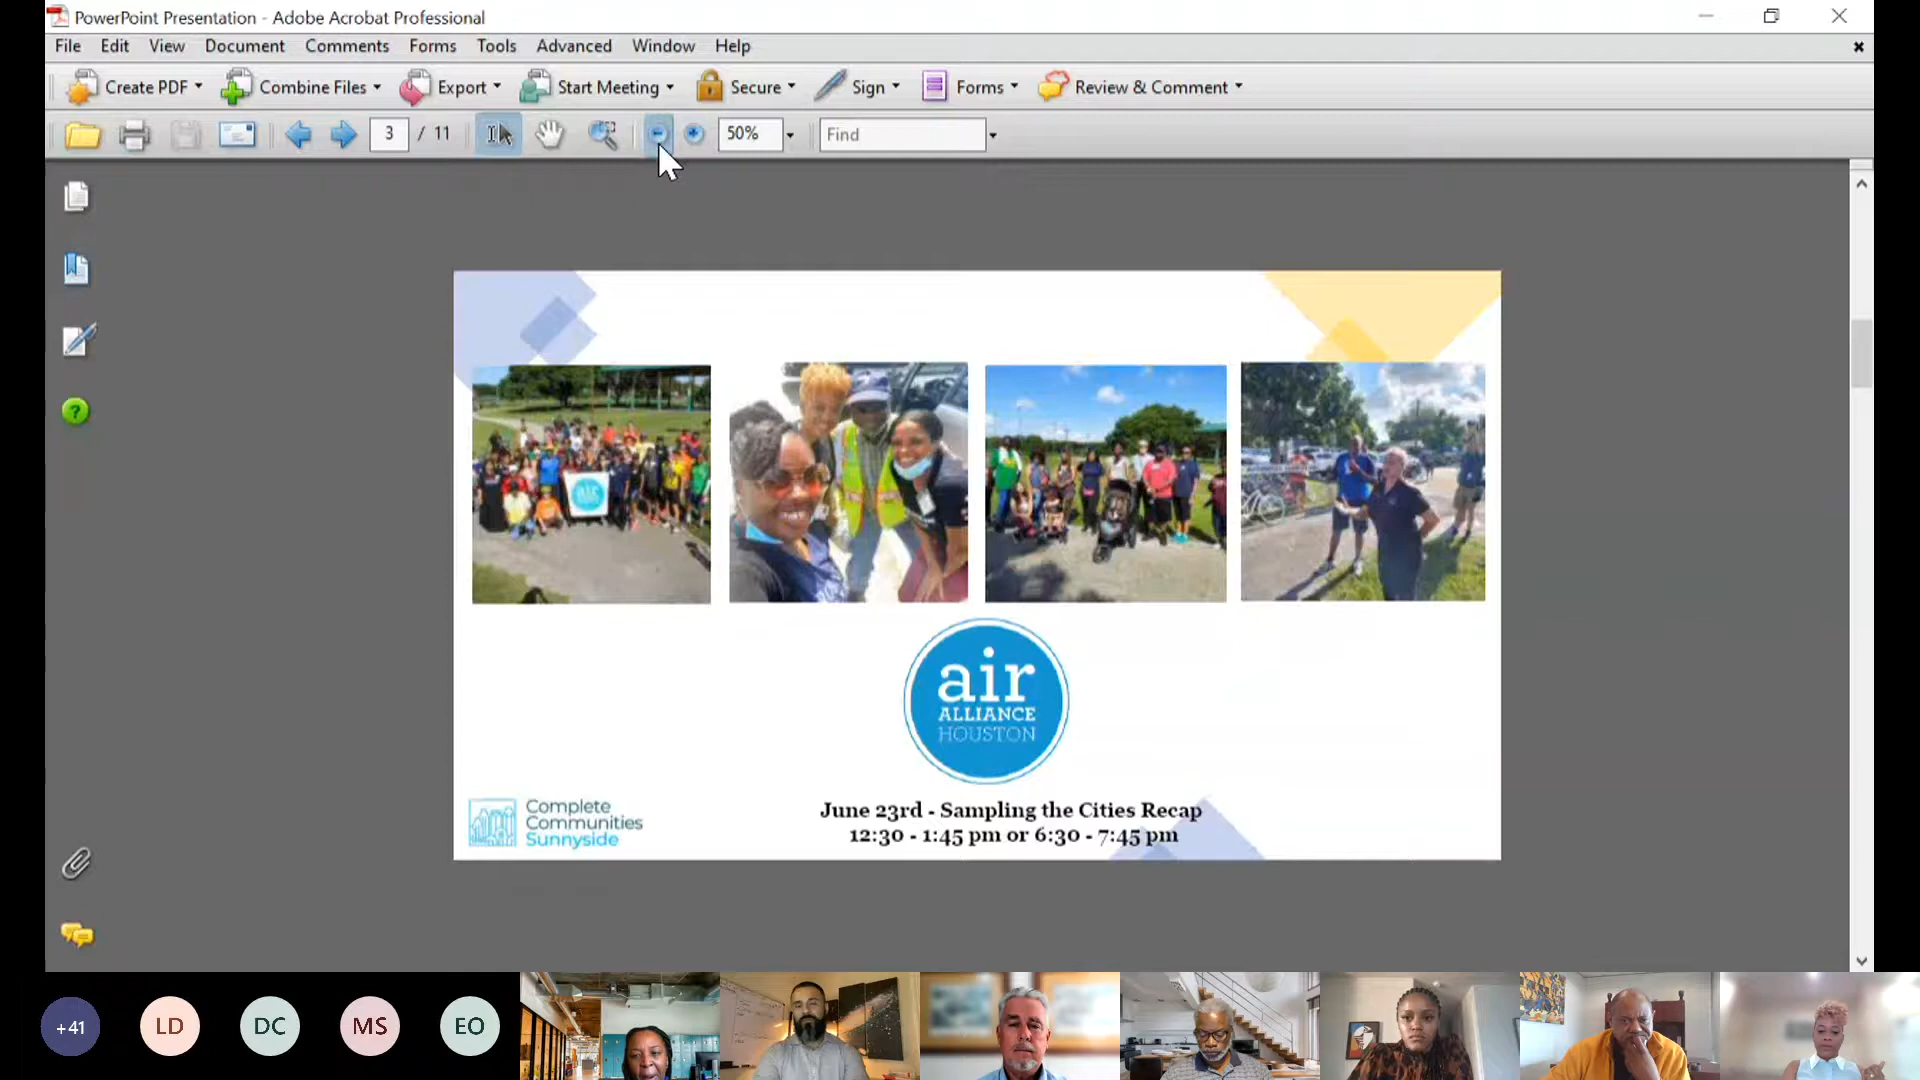 PowerPoint Presentation - Adobe Acrobat Professional
File Edit View Document Comments Forms Tools Advanced Window Help
Create PDF Combine Files Export Start Meeting Secure Sign Forms Review & Comment
3 / 11 50% Find
air
air
ALLIANCE
HOUSTON
Complete
Communities
Sunnyside
June 23rd - Sampling the Cities Recap
12:30 - 1:45 pm or 6:30 - 7:45 pm
+41 LD DC MS EO